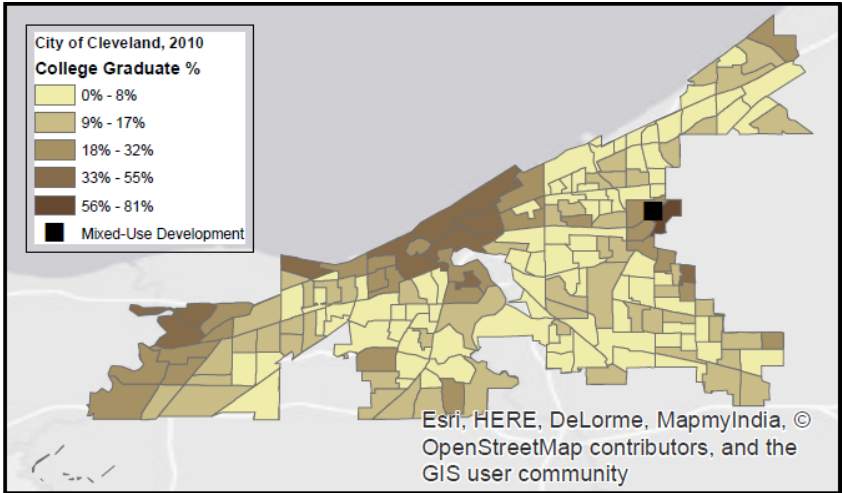 City of Cleveland, 2010
College Graduate %
0% - 8%
9% - 17%
18% - 32%
33% - 55%
56% - 81%
Mixed-Use Development
Esri, HERE, DeLorme, MapmyIndia, ©
OpenStreetMap contributors, and the
GIS user community